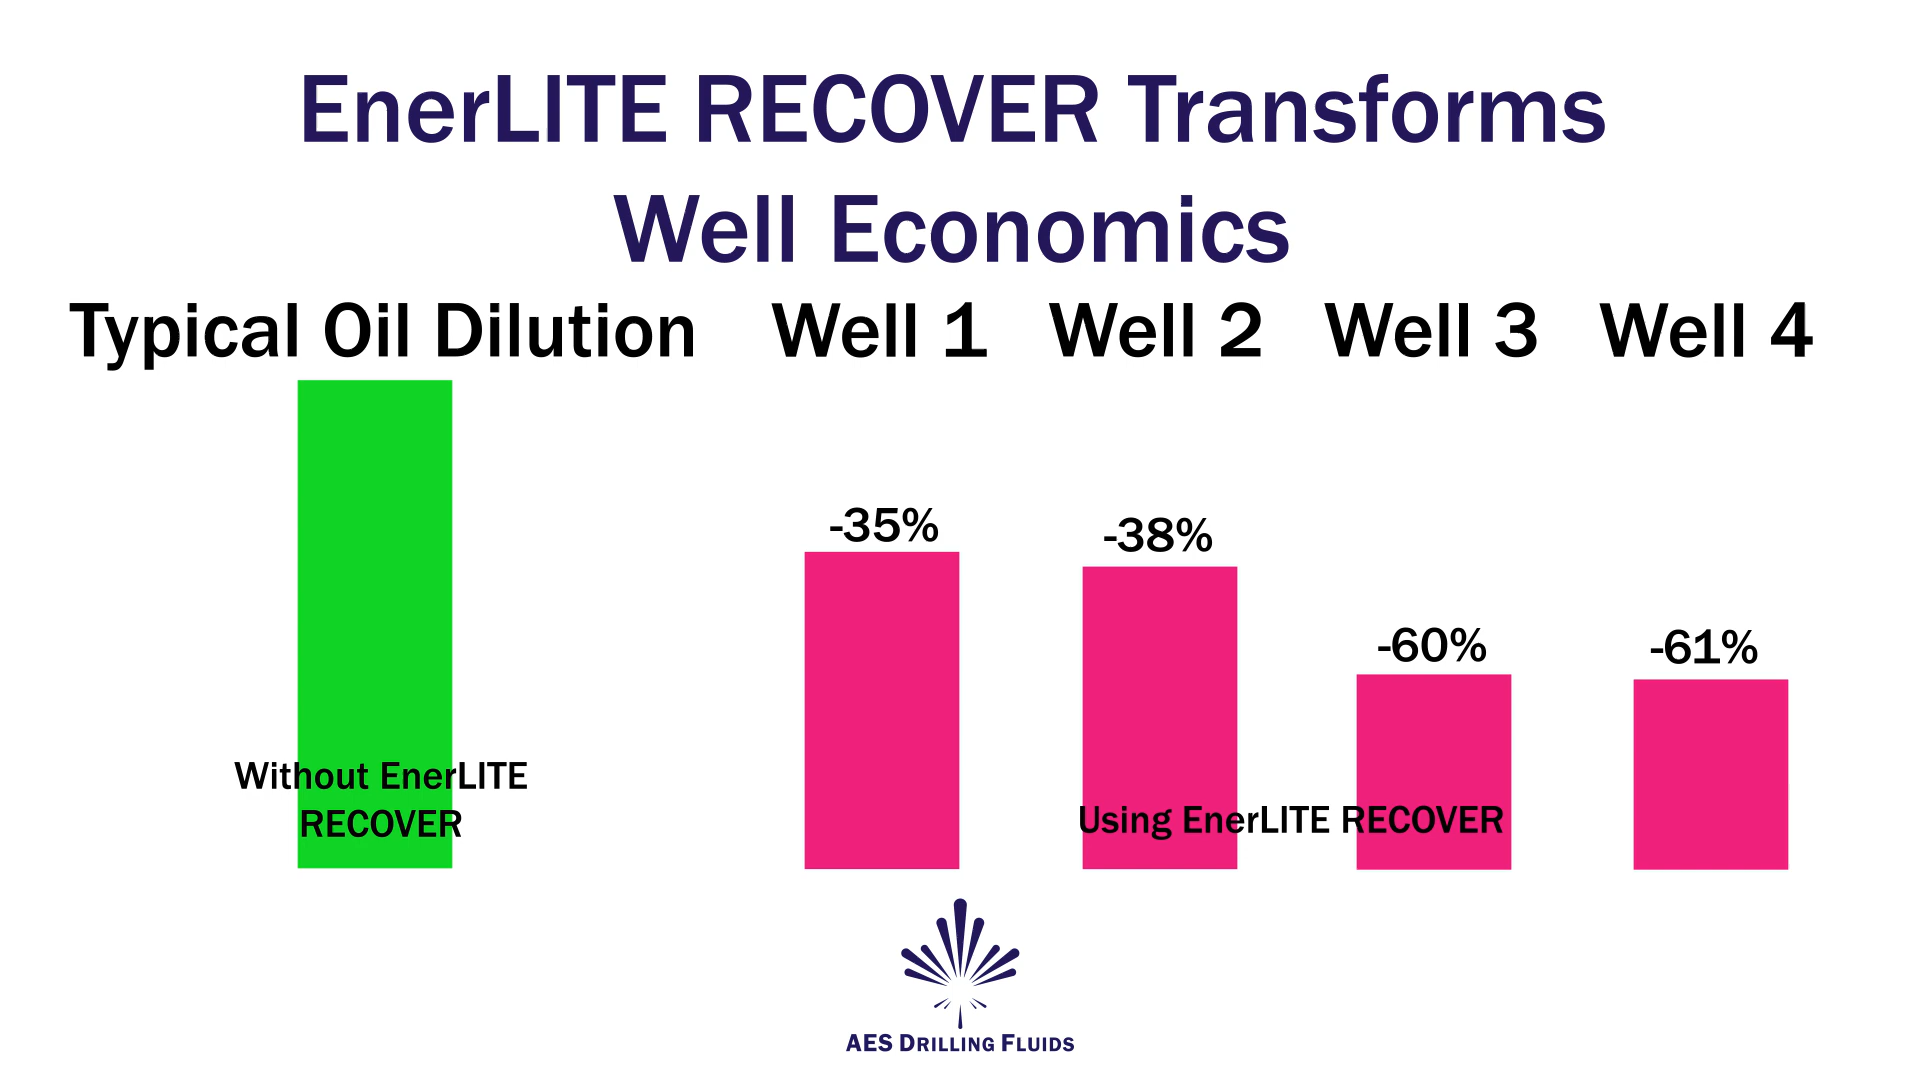 EnerLITE RECOVER Transforms
Well Economics
Typical Oil Dilution
Well 1
Well 2
Well 3
Well 4
-35%
-38%
-60%
-61%
Without EnerLITE
RECOVER
Using EnerLITE RECOVER
AES DRILLING FLUIDS